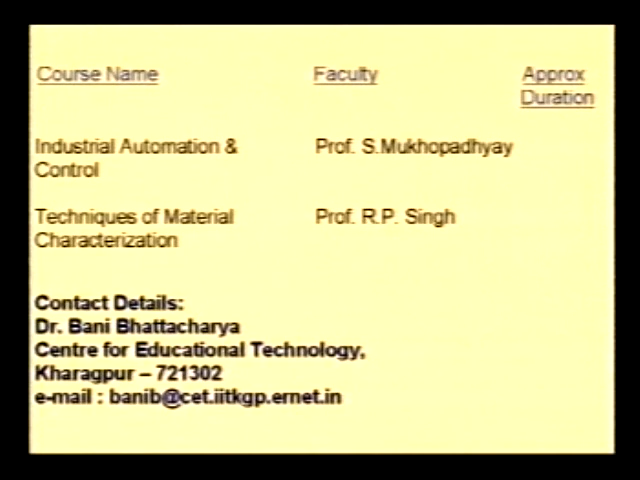 Course Name Faculty Approx
Duration
Industrial Automation & Prof. S.Mukhopadhyay
Control
Techniques of Material Prof. R.P. Singh
Characterization
Contact Details:
Dr. Bani Bhattacharya
Centre for Educational Technology,
Kharagpur – 721302
e-mail : banib@cet.iitkgp.ernet.in